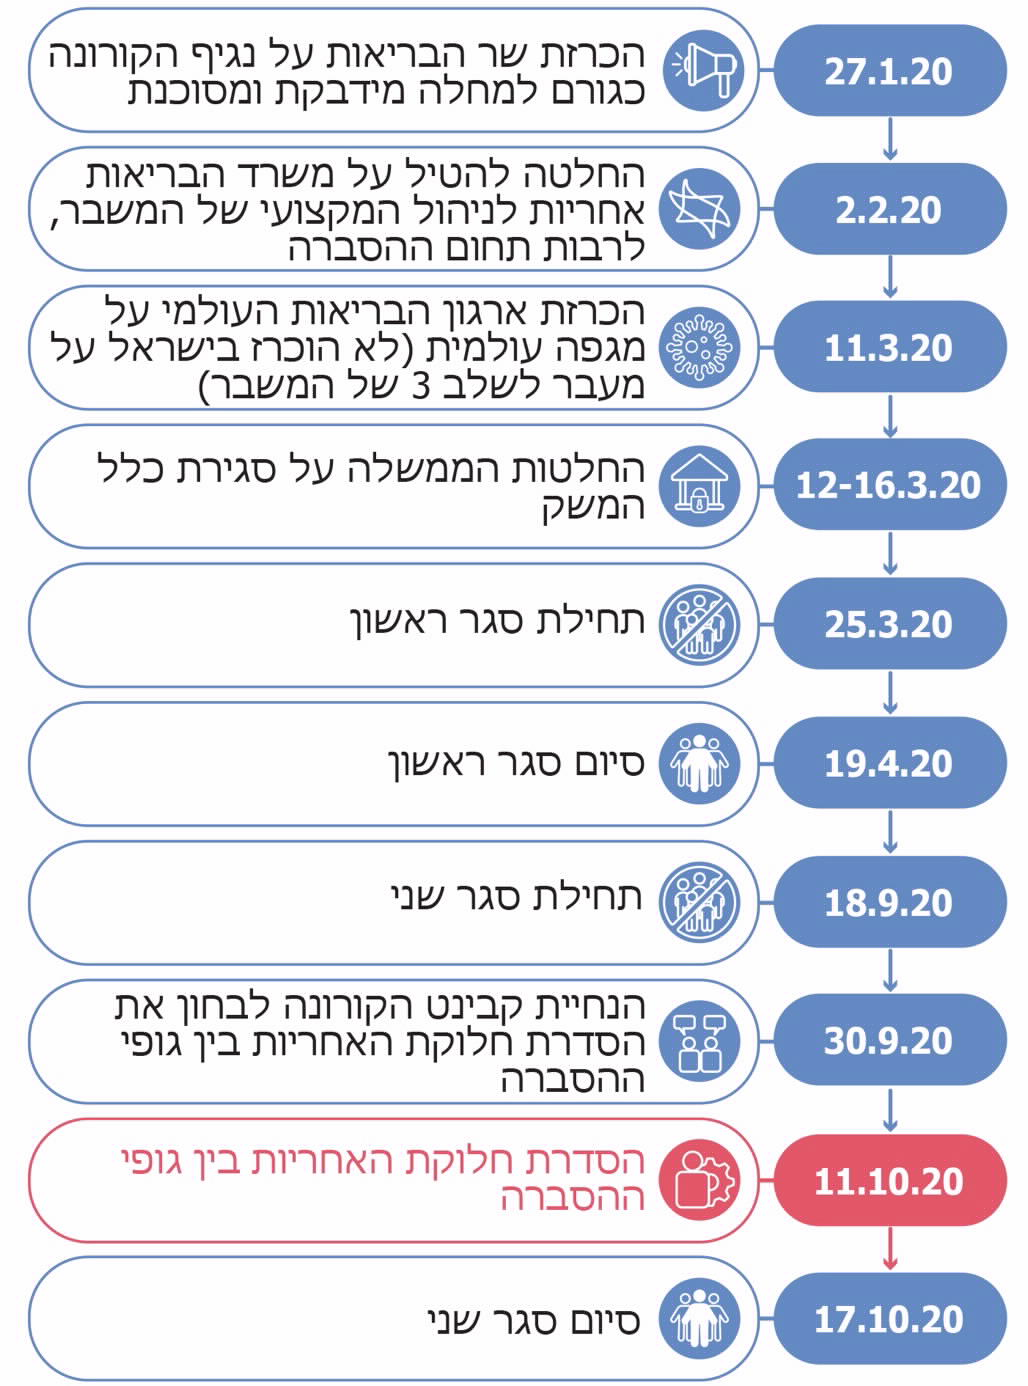 27.1.20
הכרזת שר הבריאות על נגיף הקורונה
כגורם למחלה מידבקת ומסוכנת
2.2.20
החלטה להטיל על משרד הבריאות
אחריות לניהול המקצועי של המשבר,
לרבות תחום ההסברה
11.3.20
הכרזת ארגון הבריאות העולמי על
מגפה עולמית (לא הוכרז בישראל על
מעבר לשלב 3 של המשבר)
12-16.3.20
החלטות הממשלה על סגירת כלל
המשק
25.3.20
תחילת סגר ראשון
19.4.20
סיום סגר ראשון
18.9.20
תחילת סגר שני
30.9.20
הנחיית קבינט הקורונה לבחון את
הסדרת חלוקת האחריות בין גופי
ההסברה
11.10.20
הסדרת חלוקת האחריות בין גופי
ההסברה
17.10.20
סיום סגר שני